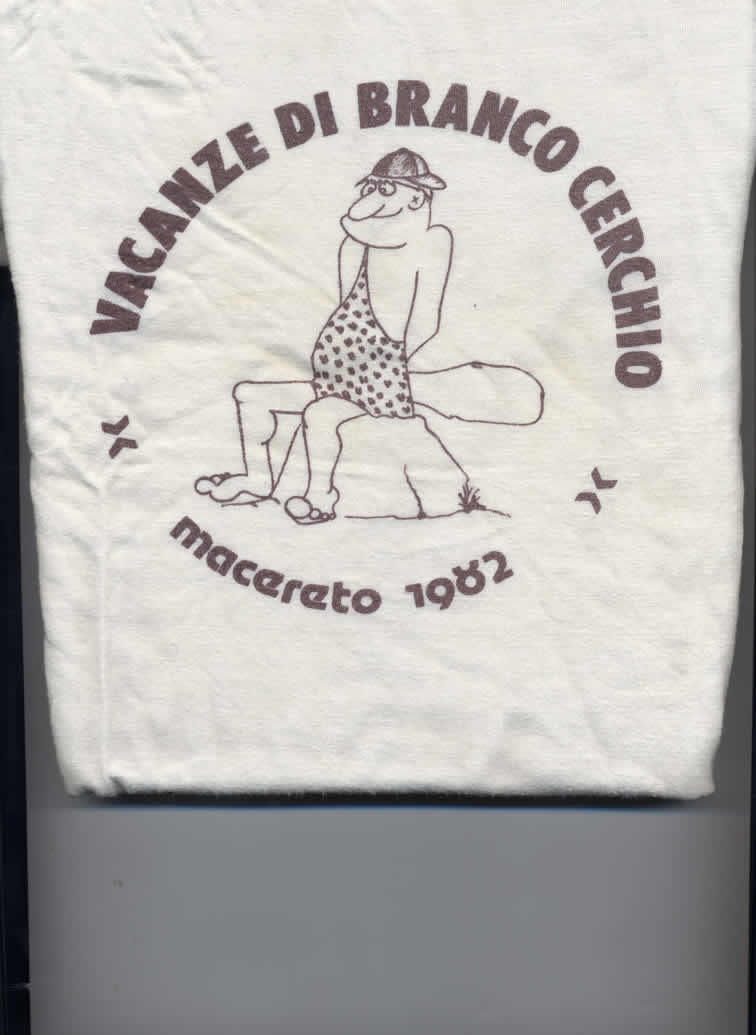 VACANZE DI BRANCO CERCHIO
macereto 1982